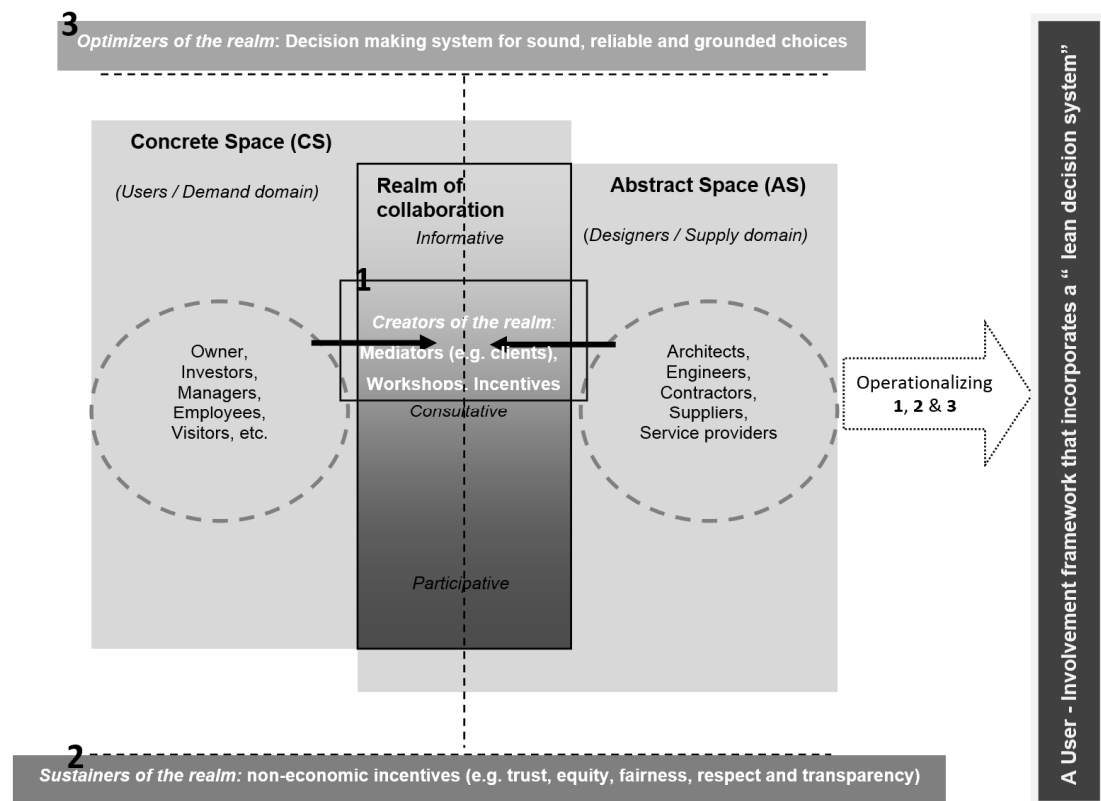 3
Optimizers of the realm: Decision making system for sound, reliable and grounded choices
Concrete Space (CS)
(Users / Demand domain)
Realm of
collaboration
Informative
Abstract Space (AS)
(Designers / Supply domain)
1
Creators of the realm:
Mediators (e.g. clients),
Workshops, Incentives
Consultative
Participative
Owner,
Investors,
Managers,
Employees,
Visitors, etc.
Architects,
Engineers,
Contractors,
Suppliers,
Service providers
Operationalizing
1, 2 & 3
A User - Involvement framework that incorporates a “ lean decision system”
2
Sustainers of the realm: non-economic incentives (e.g. trust, equity, fairness, respect and transparency)